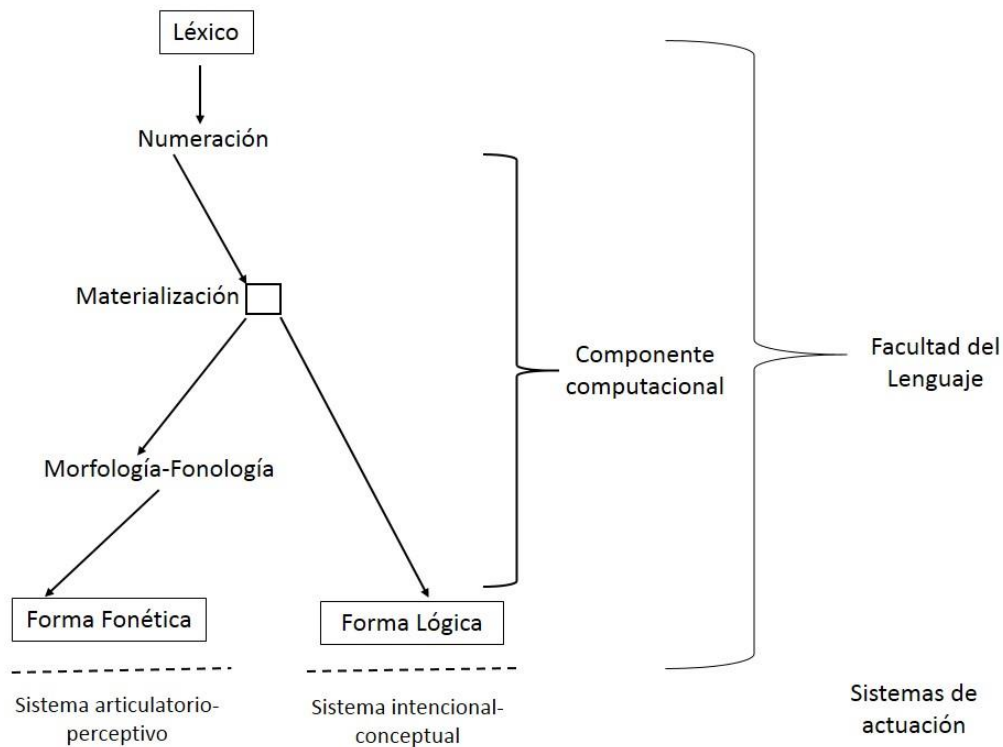 Léxico
Numeración
Materialización
Componente
computacional
Facultad del
Lenguaje
Morfología-Fonología
Forma Fonética
Forma Lógica
Sistema articulatorio-
perceptivo
Sistema intencional-
conceptual
Sistemas de
actuación